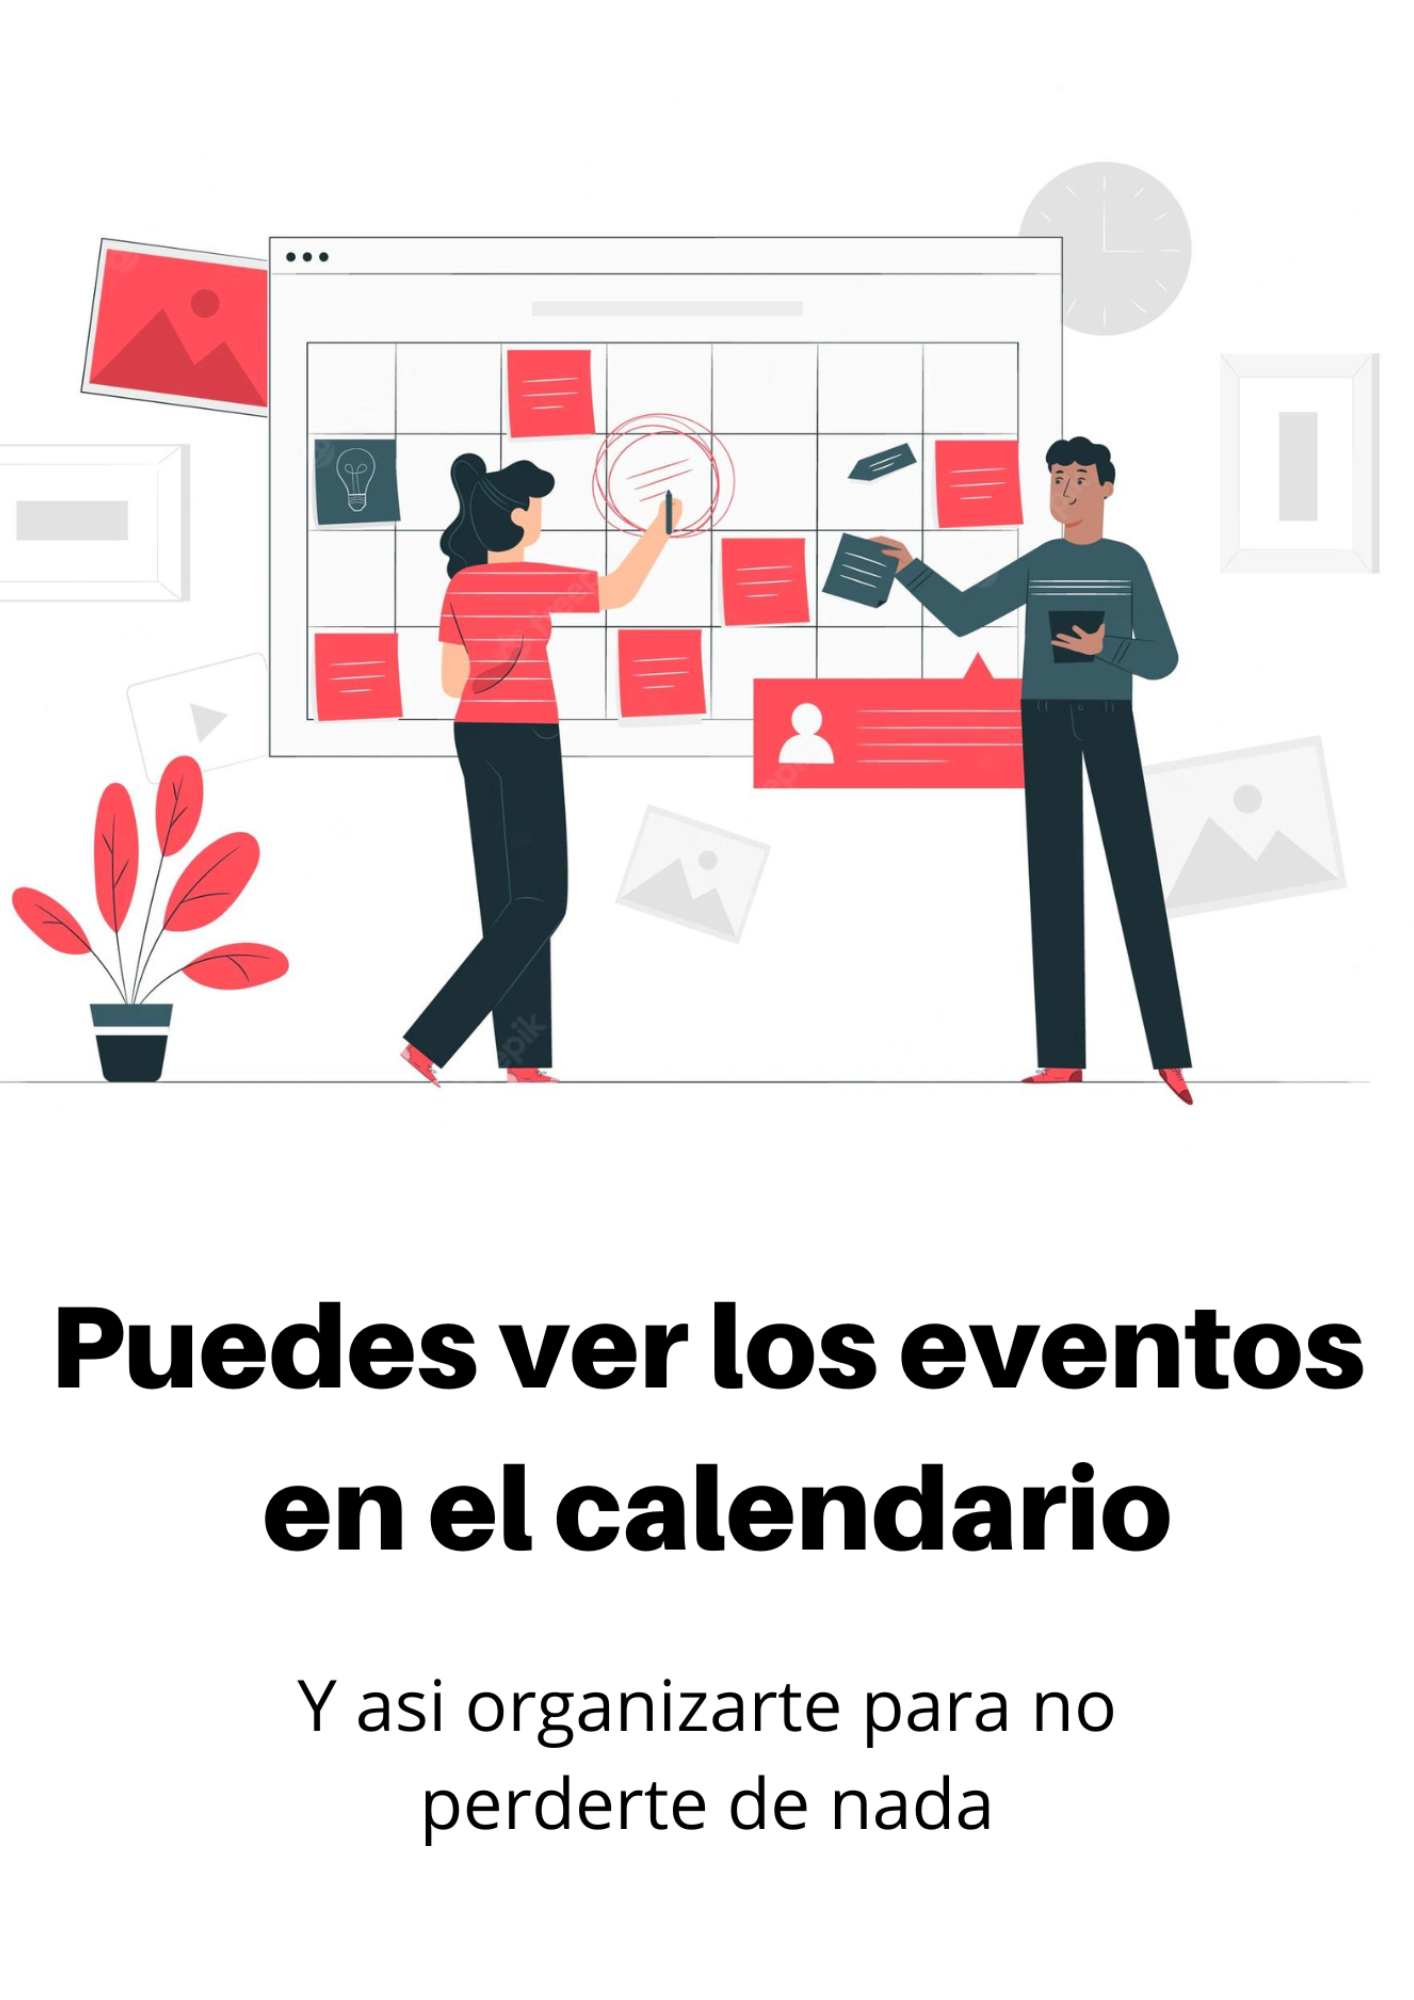 Puedes ver los eventos
en el calendario
Y asi organizarte para no
perderte de nada